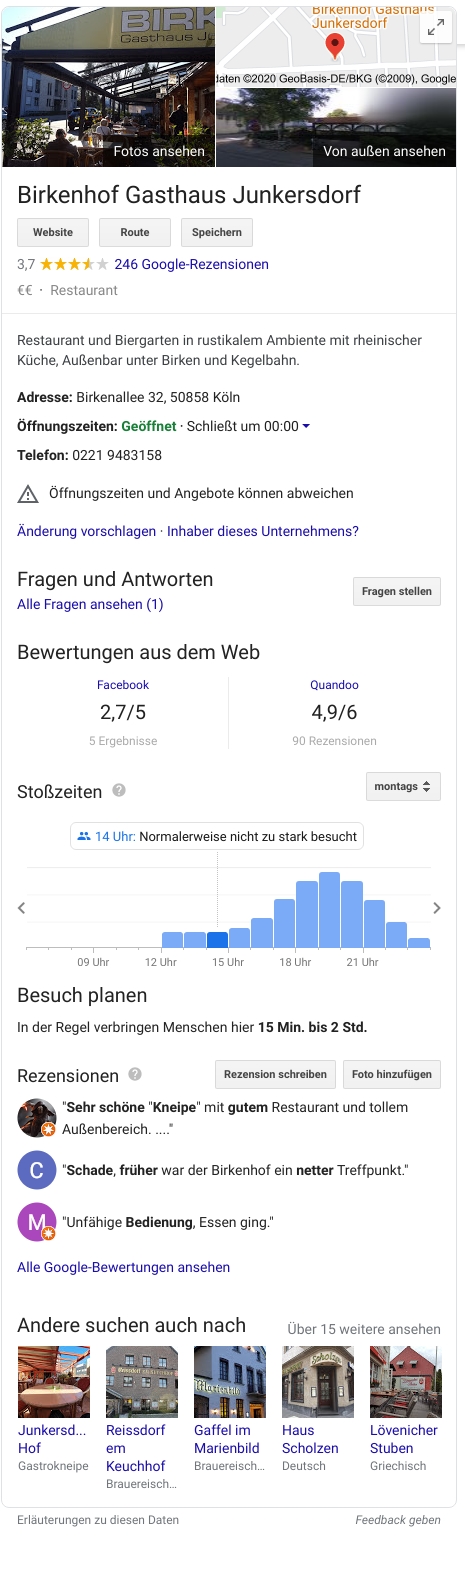 BIRK
Gasthaus Ju
Fotos ansehen
Birkenhof Gasthaus
Junkersdorf
daten ©2020 GeoBasis-DE/BKG (©2009), Google
Von außen ansehen
Birkenhof Gasthaus Junkersdorf
Website Route Speichern
3,7 246 Google-Rezensionen
€€ · Restaurant
Restaurant und Biergarten in rustikalem Ambiente mit rheinischer
Küche, Außenbar unter Birken und Kegelbahn.
Adresse: Birkenallee 32, 50858 Köln
Öffnungszeiten: Geöffnet · Schließt um 00:00
Telefon: 0221 9483158
Öffnungszeiten und Angebote können abweichen
Änderung vorschlagen · Inhaber dieses Unternehmens?
Fragen und Antworten
Alle Fragen ansehen (1)
Fragen stellen
Bewertungen aus dem Web
Facebook Quandoo
2,7/5 4,9/6
5 Ergebnisse 90 Rezensionen
Stoßzeiten ? montags
14 Uhr: Normalerweise nicht zu stark besucht
09 Uhr 12 Uhr 15 Uhr 18 Uhr 21 Uhr
Besuch planen
In der Regel verbringen Menschen hier 15 Min. bis 2 Std.
Rezensionen ? Rezension schreiben Foto hinzufügen
"Sehr schöne "Kneipe" mit gutem Restaurant und tollem
Außenbereich. ...."
C "Schade, früher war der Birkenhof ein netter Treffpunkt."
M "Unfähige Bedienung, Essen ging."
Alle Google-Bewertungen ansehen
Andere suchen auch nach Über 15 weitere ansehen
Junkersd...
Hof
Gastrokneipe
Reissdorf
em
Keuchhof
Brauereisch...
Gaffel im
Marienbild
Brauereisch...
Haus
Scholzen
Deutsch
Lövenicher
Stuben
Griechisch
Erläuterungen zu diesen Daten Feedback geben